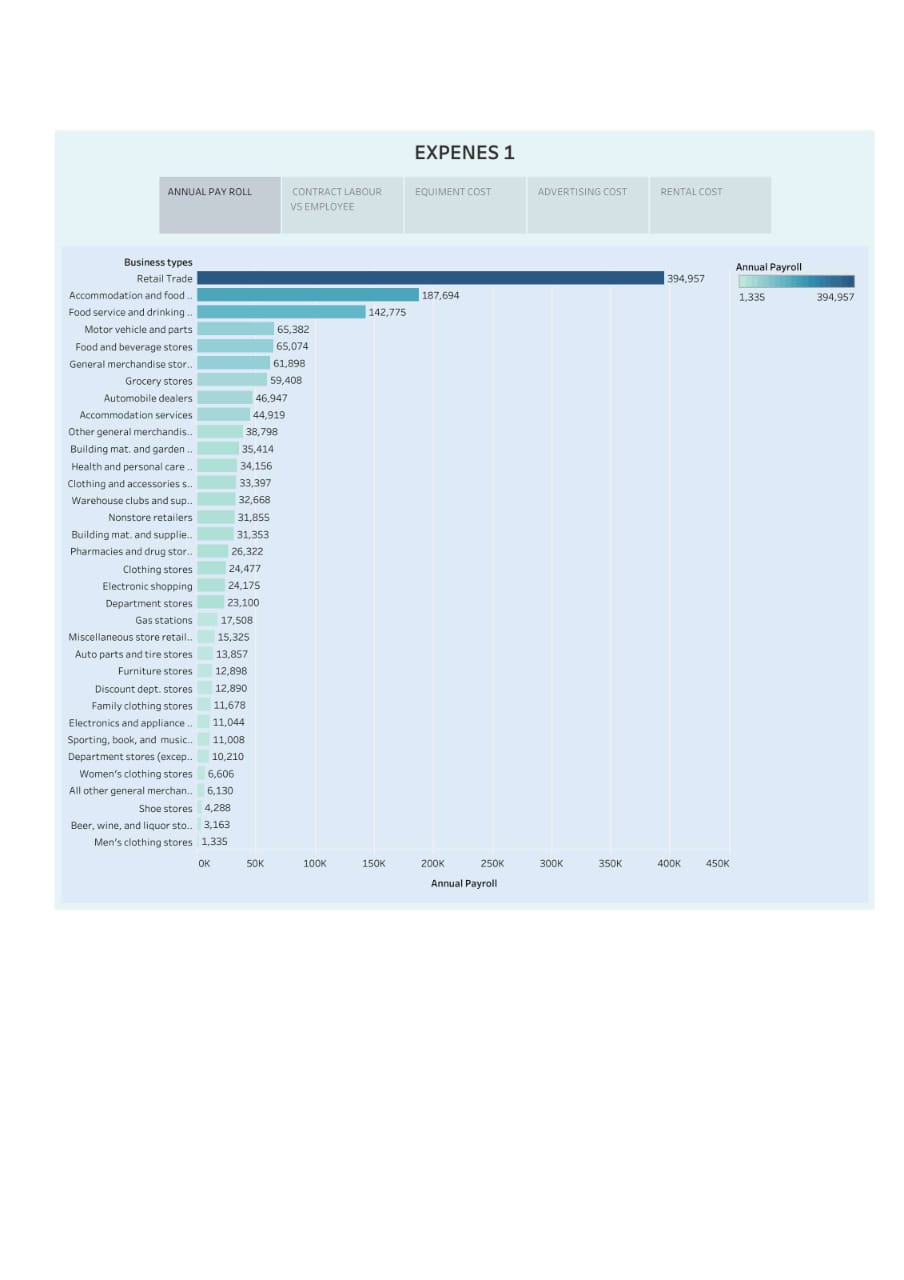 EXPENES 1
ANNUAL PAY ROLL
CONTRACT LABOUR
VS EMPLOYEE
EQUIMENT COST
ADVERTISING COST
RENTAL COST
Business types
Retail Trade 394,957
Accommodation and food .. 187,694
Food service and drinking .. 142,775
Motor vehicle and parts 65,382
Food and beverage stores 65,074
General merchandise stor.. 61,898
Grocery stores 59,408
Automobile dealers 46,947
Accommodation services 44,919
Other general merchandis.. 38,798
Building mat. and garden .. 35,414
Health and personal care .. 34,156
Clothing and accessories s.. 33,397
Warehouse clubs and sup.. 32,668
Nonstore retailers 31,855
Building mat. and supplie.. 31,353
Pharmacies and drug stor.. 26,322
Clothing stores 24,477
Electronic shopping 24,175
Department stores 23,100
Gas stations 17,508
Miscellaneous store retail.. 15,325
Auto parts and tire stores 13,857
Furniture stores 12,898
Discount dept. stores 12,890
Family clothing stores 11,678
Electronics and appliance .. 11,044
Sporting, book, and music.. 11,008
Department stores (excep.. 10,210
Women's clothing stores 6,606
All other general merchan.. 6,130
Shoe stores 4,288
Beer, wine, and liquor sto.. 3,163
Men's clothing stores 1,335
0K 50K 100K 150K 200K 250K 300K 350K 400K 450K
Annual Payroll
Annual Payroll
1,335 394,957